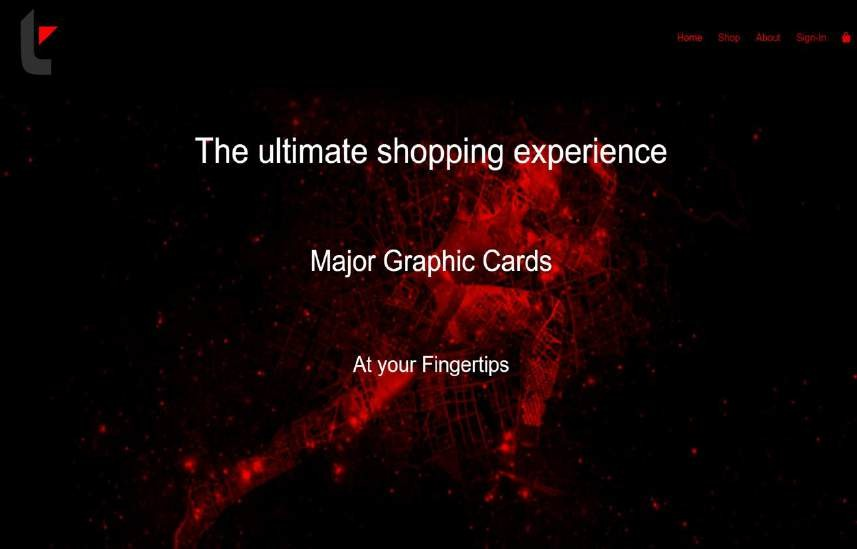 Home Shop About Sign-In
The ultimate shopping experience
Major Graphic Cards
At your Fingertips